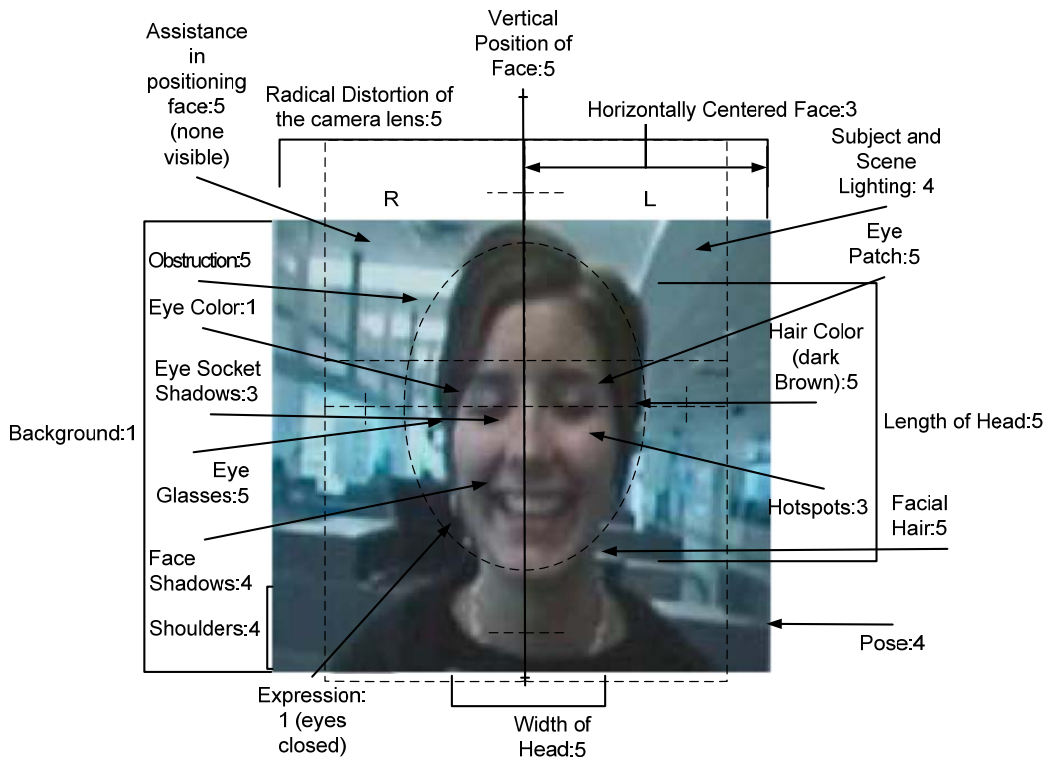 Vertical
Position of
Face:5
Assistance
in
positioning
face:5
(none
visible)
Radical Distortion of
the camera lens:5
Horizontally Centered Face:3
Subject and
Scene
Lighting: 4
R
L
Eye
Patch:5
Obstruction:5
Eye Color:1
Hair Color
(dark
Brown):5
Eye Socket
Shadows:3
Background:1
Length of Head:5
Eye
Glasses:5
Hotspots:3
Facial
Hair:5
Face
Shadows:4
Shoulders:4
Pose:4
Expression:
1 (eyes
closed)
Width of
Head:5